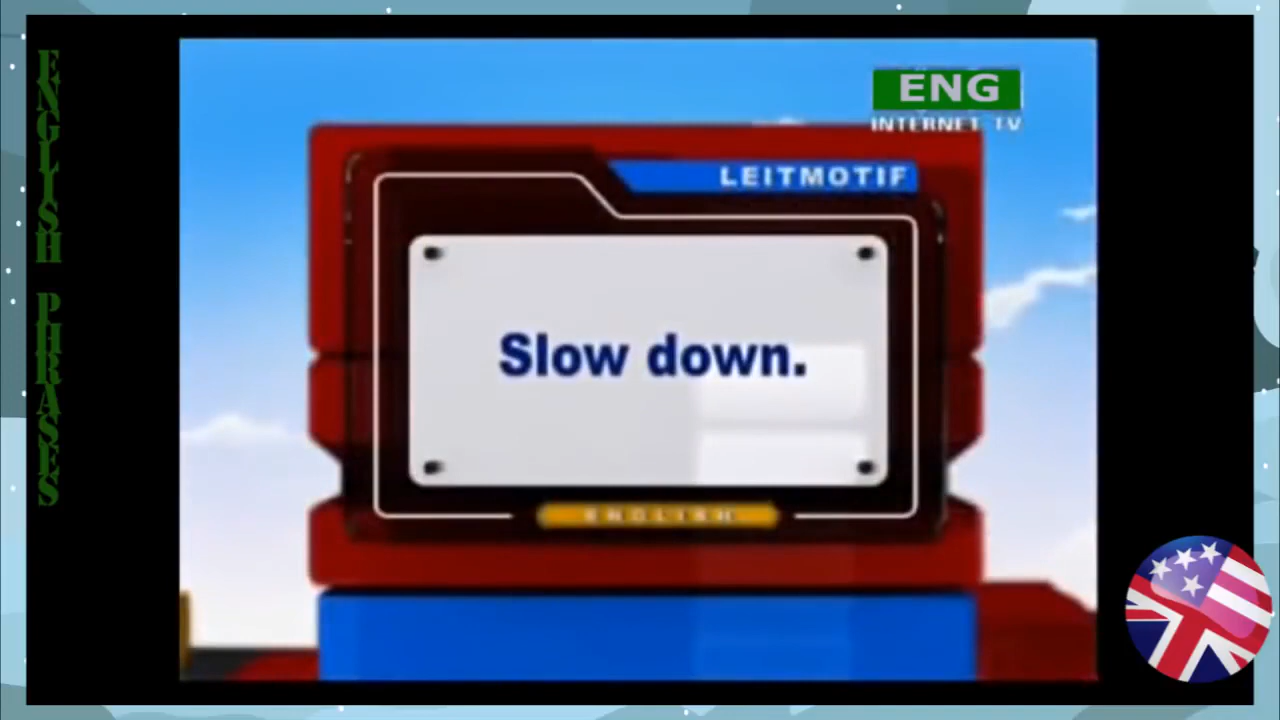 ENGLISH PHRASES
ENG
INTERNET TV
LEITMOTIF
Slow down.
ENGLISH